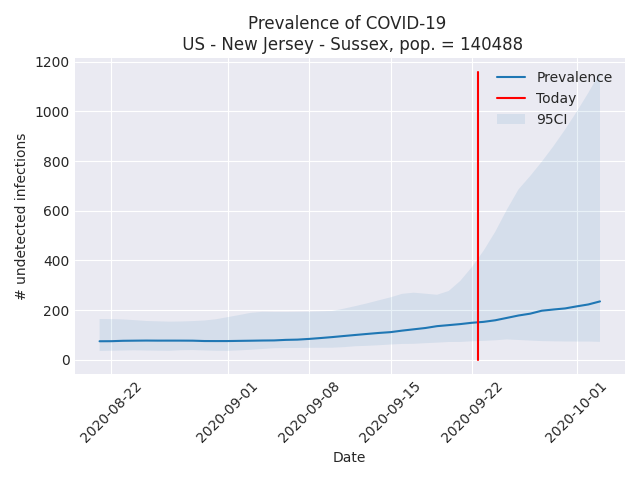 Prevalence of COVID-19
US - New Jersey - Sussex, pop. = 140488
1200
1000
800
600
400
200
0
# undetected infections
Prevalence
Today
95CI
2020-08-22
2020-09-01
2020-09-08
2020-09-15
2020-09-22
2020-10-01
Date